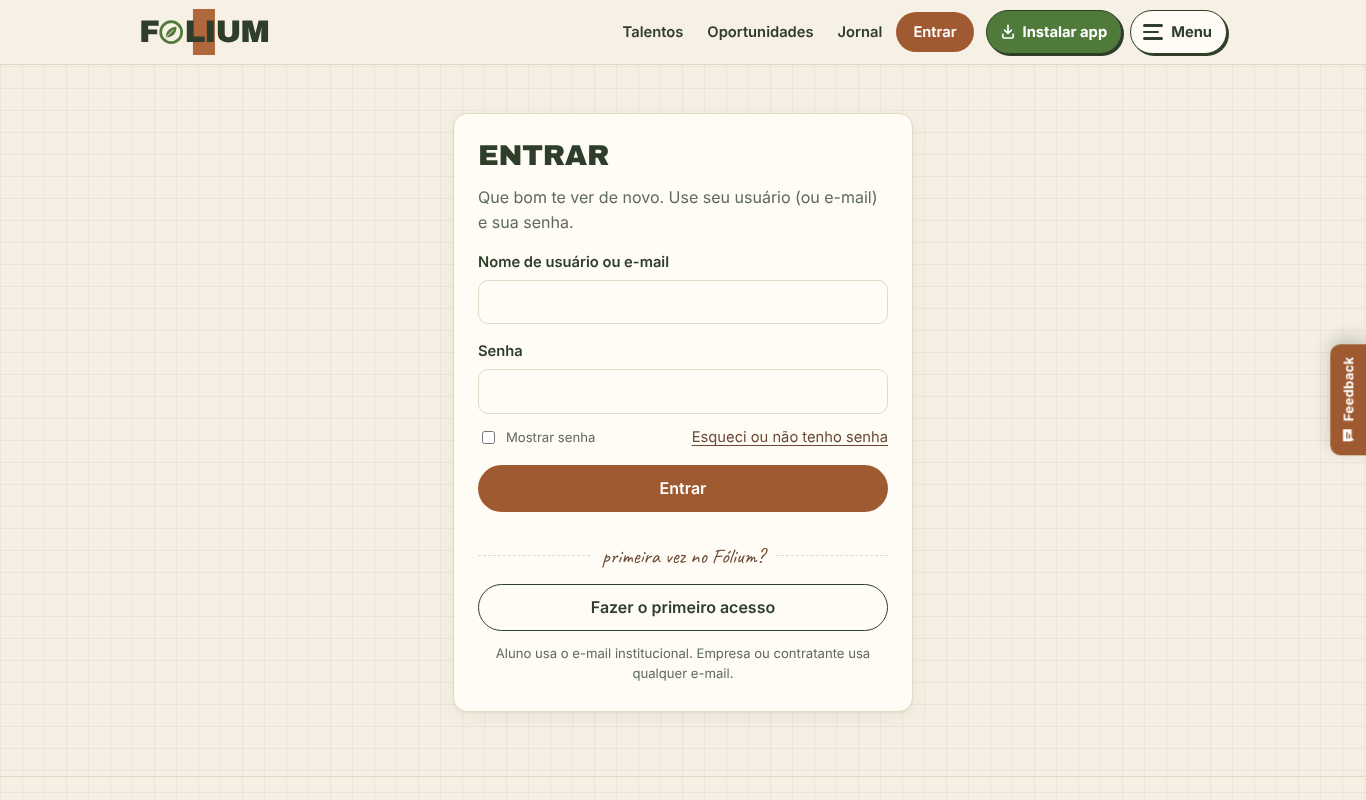 FOLIUM
Talentos
Oportunidades
Jornal
Entrar
Instalar app
Menu
ENTRAR
Que bom te ver de novo. Use seu usuário (ou e-mail)
e sua senha.
Nome de usuário ou e-mail
Senha
Mostrar senha
Esqueci ou não tenho senha
Entrar
primeira vez no Fólium?
Fazer o primeiro acesso
Aluno usa o e-mail institucional. Empresa ou contratante usa
qualquer e-mail.
Feedback